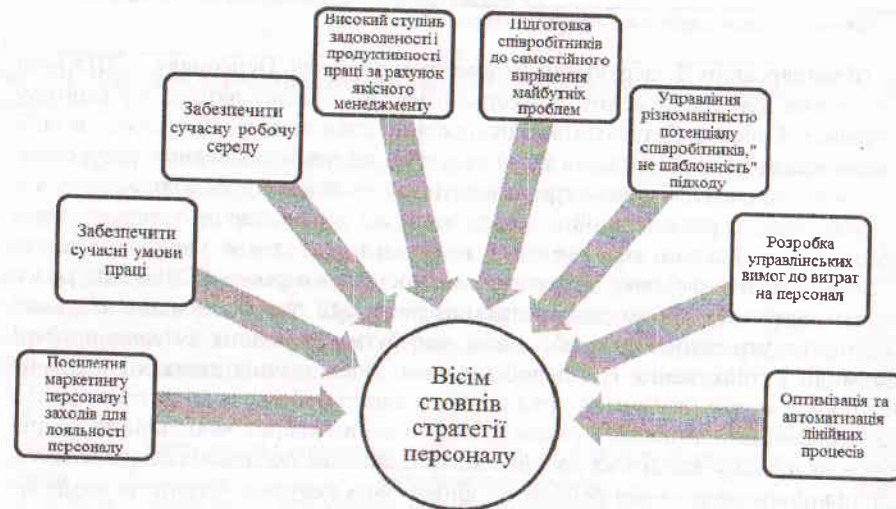 Посилення
маркетингу
персоналу і
заходів для
лояльності
персоналу
Забезпечити
сучасні умови
праці
Забезпечити
сучасну робочу
середу
Високий ступінь
задоволеності і
продуктивності
праці за рахунок
якісного
менеджменту
Підготовка
співробітників
до самостійного
вирішення
майбутніх
проблем
Управління
різноманітністю
потенціалу
співробітників,"
не шаблонність"
підходу
Розробка
управлінських
вимог до витрат
на персонал
Оптимізація та
автоматизація
лінійних
процесів
Вісім
стовпів
стратегії
персоналу